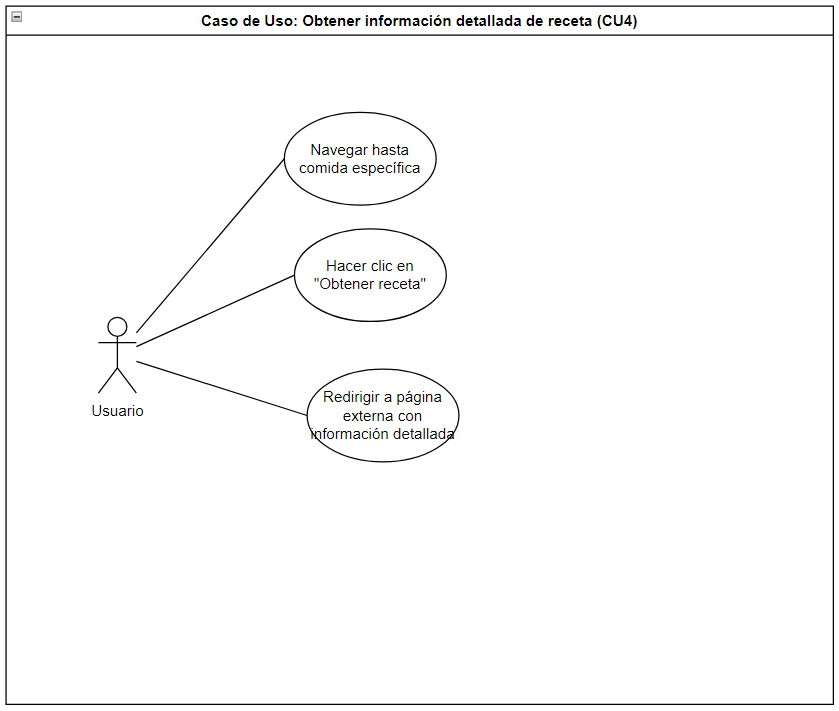 Caso de Uso: Obtener información detallada de receta (CU4)
Navegar hasta
comida específica
Hacer clic en
"Obtener receta"
Redirigir a página
externa con
información detallada
Usuario